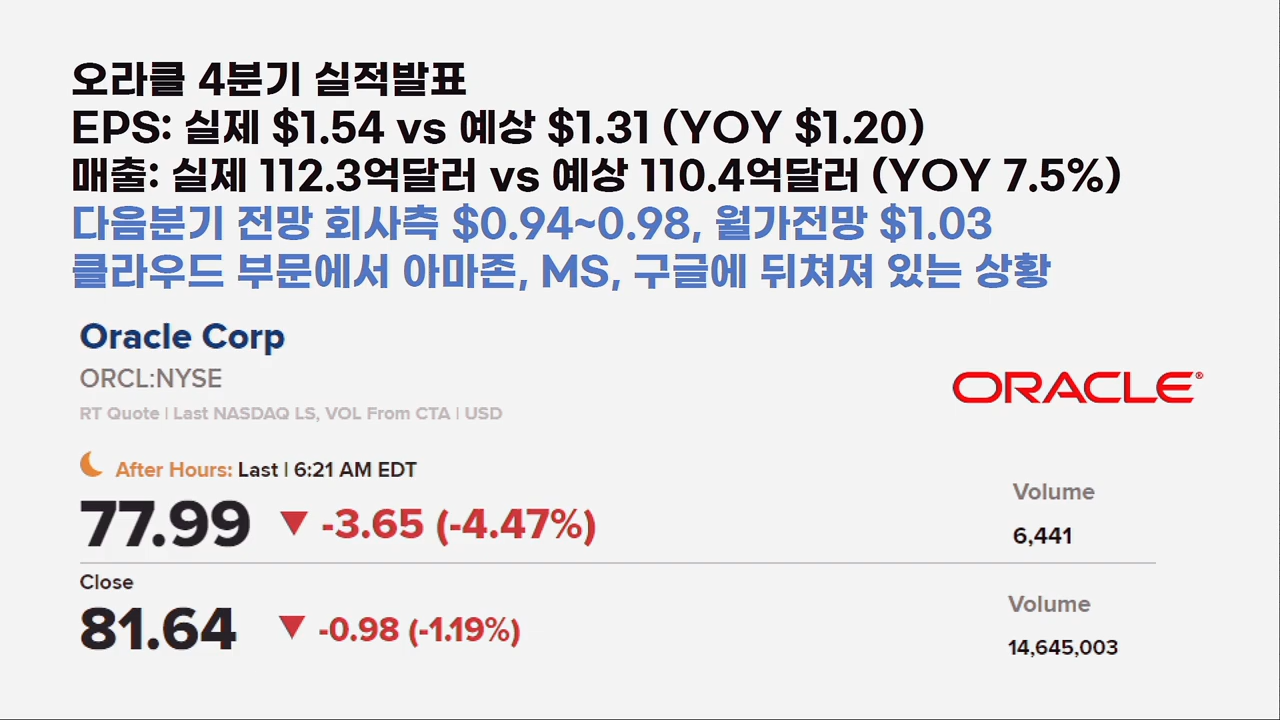 오라클 4분기 실적발표
EPS: 실제 $1.54 vs 예상 $1.31 (YOY $1.20)
매출: 실제 112.3억달러 vs 예상 110.4억달러 (YOY 7.5%)
다음분기 전망 회사측 $0.94~0.98, 월가전망 $1.03
클라우드 부문에서 아마존, MS, 구글에 뒤쳐져 있는 상황
Oracle Corp
ORCL:NYSE
ORACLE®
RT Quote | Last NASDAQ LS, VOL From CTA | USD
After Hours: Last | 6:21 AM EDT
Volume
77.99 ▼ -3.65 (-4.47%)
6,441
Close
Volume
81.64 ▼ -0.98 (-1.19%)
14,645,003